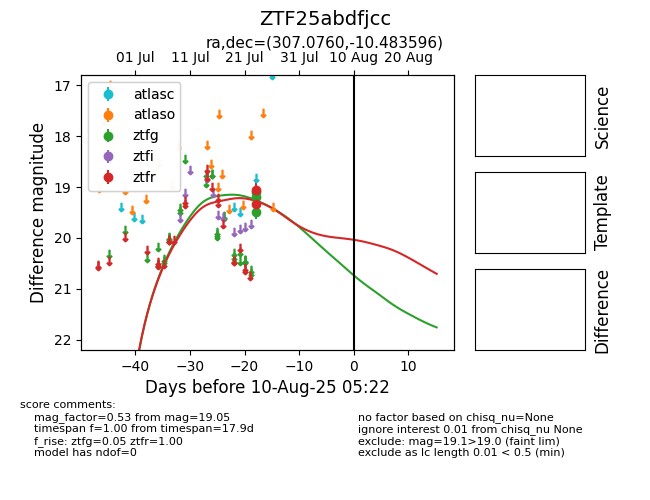 ZTF25abdfjcc
ra,dec=(307.0760,-10.483596)
01 Jul 11 Jul 21 Jul 31 Jul 10 Aug 20 Aug
17
18
19
20
21
22
Difference magnitude
atlasc
atlaso
ztfg
ztfi
ztfr
−40 −30 −20 −10 0 10
Days before 10-Aug-25 05:22
Science
Template
Difference
score comments:
mag_factor=0.53 from mag=19.05
timespan f=1.00 from timespan=17.9d
f_rise: ztfg=0.05 ztfr=1.00
model has ndof=0
no factor based on chisq_nu=None
ignore interest 0.01 from chisq_nu None
exclude: mag=19.1>19.0 (faint lim)
exclude as lc length 0.01 < 0.5 (min)